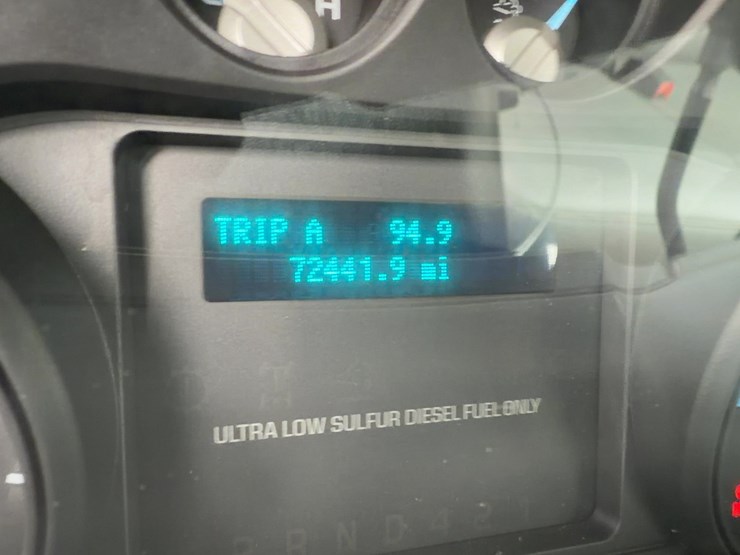 H
TRIP A 94.9
72441.9 mi
ULTRA LOW SULFUR DIESEL FUEL ONLY
R N D